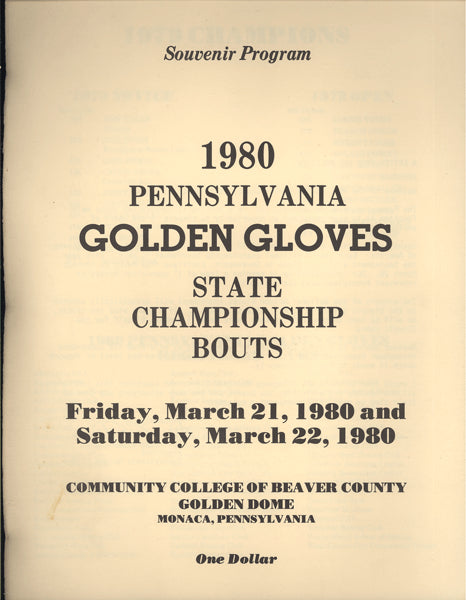 Souvenir Program
1980
PENNSYLVANIA
GOLDEN GLOVES
STATE
CHAMPIONSHIP
BOUTS
Friday, March 21, 1980 and
Saturday, March 22, 1980
COMMUNITY COLLEGE OF BEAVER COUNTY
GOLDEN DOME
MONACA, PENNSYLVANIA
One Dollar